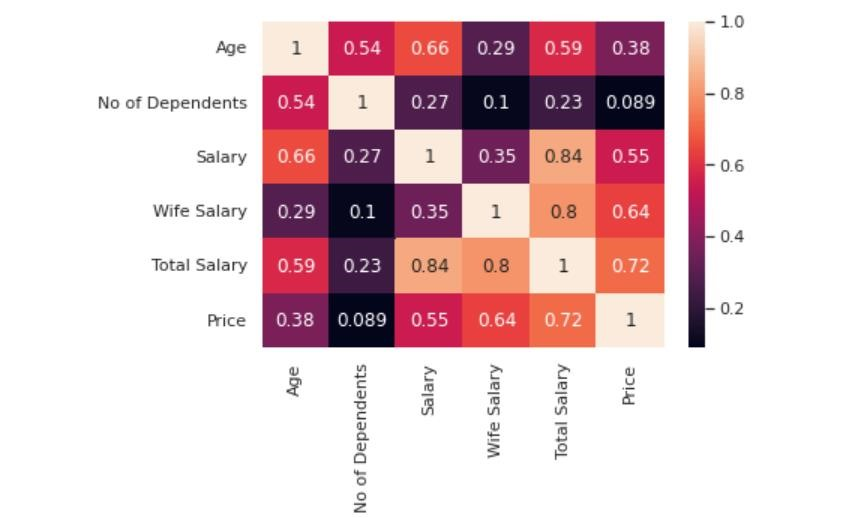 Age 1 0.54 0.66 0.29 0.59 0.38
No of Dependents 0.54 1 0.27 0.1 0.23 0.089
Salary 0.66 0.27 1 0.35 0.84 0.55
Wife Salary 0.29 0.1 0.35 1 0.8 0.64
Total Salary 0.59 0.23 0.84 0.8 1 0.72
Price 0.38 0.089 0.55 0.64 0.72 1
Age
No of Dependents
Salary
Wife Salary
Total Salary
Price
1.0
0.8
0.6
0.4
0.2